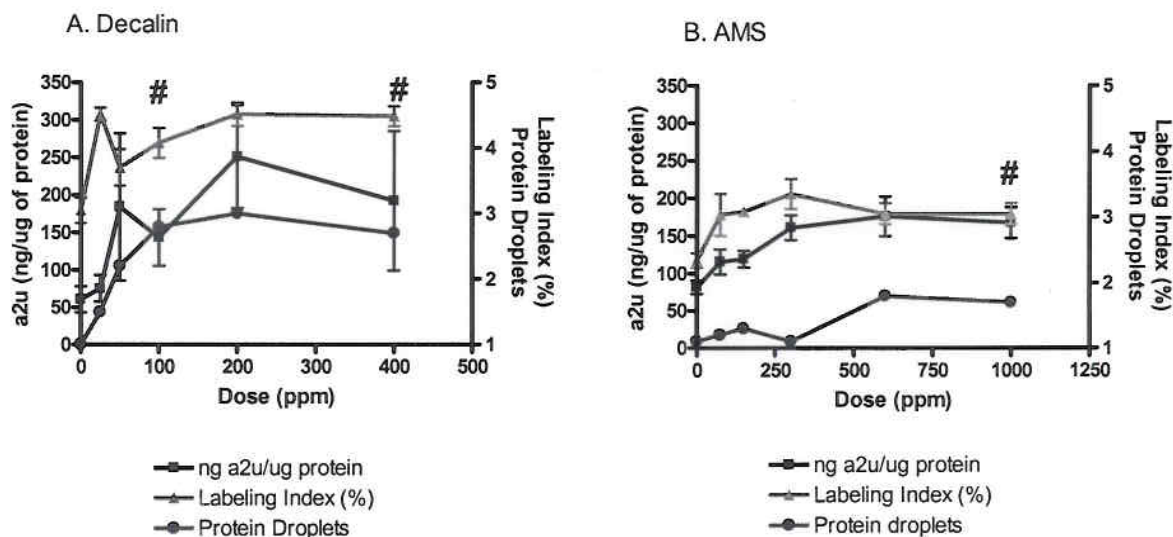 A. Decalin
a2u (ng/ug of protein)
350
300
250
200
150
100
50
0
#
#
5
4
3
2
1
Labeling Index (%)
Protein Droplets
0
100
200
300
400
500
Dose (ppm)
ng a2u/ug protein
Labeling Index (%)
Protein Droplets
B. AMS
a2u (ng/ug of protein)
350
300
250
200
150
100
50
0
#
5
4
3
2
1
Labeling Index (%)
Protein Droplets
0
250
500
750
1000
1250
Dose (ppm)
ng a2u/ug protein
Labeling Index (%)
Protein droplets